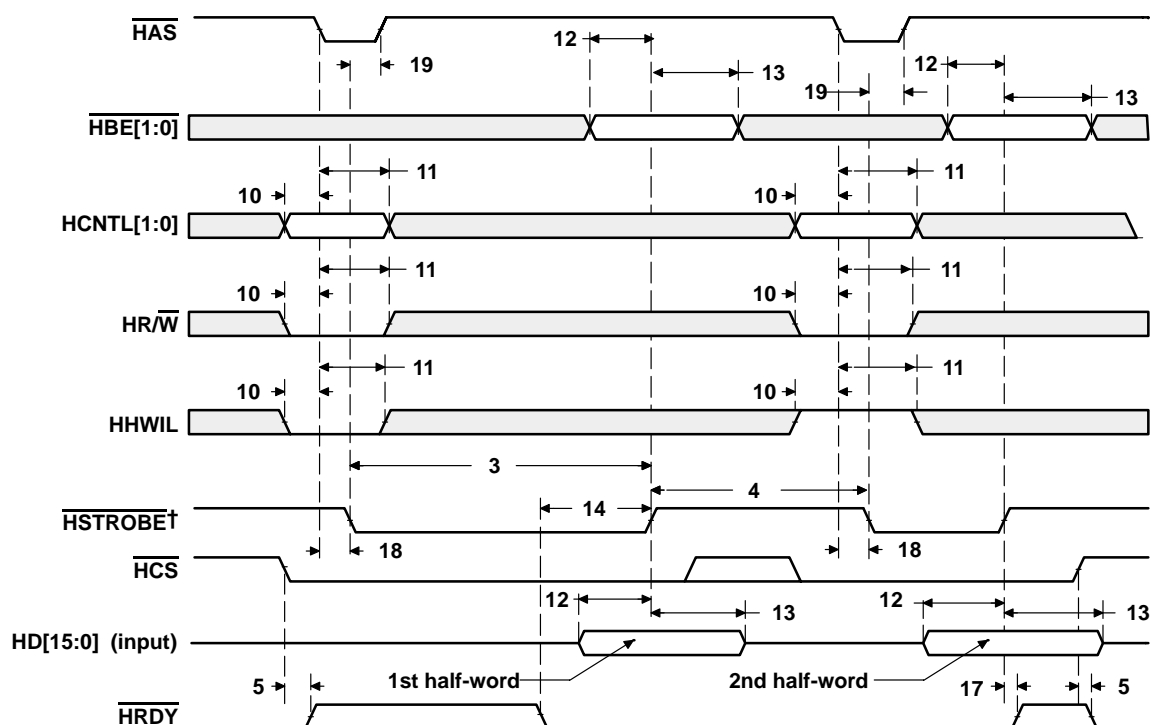 HAS
12
19
13
12
19
13
HBE[1:0]
11
11
10
10
HCNTL[1:0]
11
11
10
10
HR/W
11
11
10
10
HHWIL
3
4
14
HSTROBE†
18
18
HCS
12
13
12
13
HD[15:0] (input)
1st half-word
2nd half-word
5
17
5
HRDY